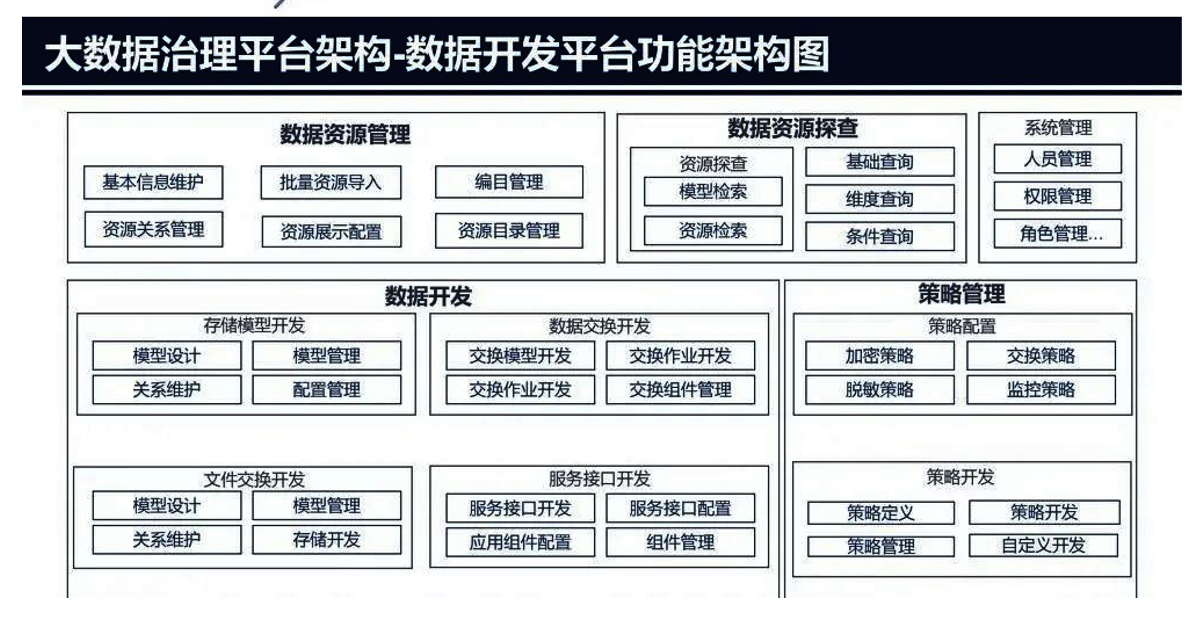 大数据治理平台架构-数据开发平台功能架构图
数据资源管理
基本信息维护
批量资源导入
编目管理
资源关系管理
资源展示配置
资源目录管理
数据资源探查
资源探查
模型检索
资源检索
基础查询
维度查询
条件查询
系统管理
人员管理
权限管理
角色管理...
数据开发
存储模型开发
模型设计
模型管理
关系维护
配置管理
数据交换开发
交换模型开发
交换作业开发
交换作业开发
交换组件管理
文件交换开发
模型设计
模型管理
关系维护
存储开发
服务接口开发
服务接口开发
服务接口配置
应用组件配置
组件管理
策略管理
策略配置
加密策略
交换策略
脱敏策略
监控策略
策略开发
策略定义
策略开发
策略管理
自定义开发